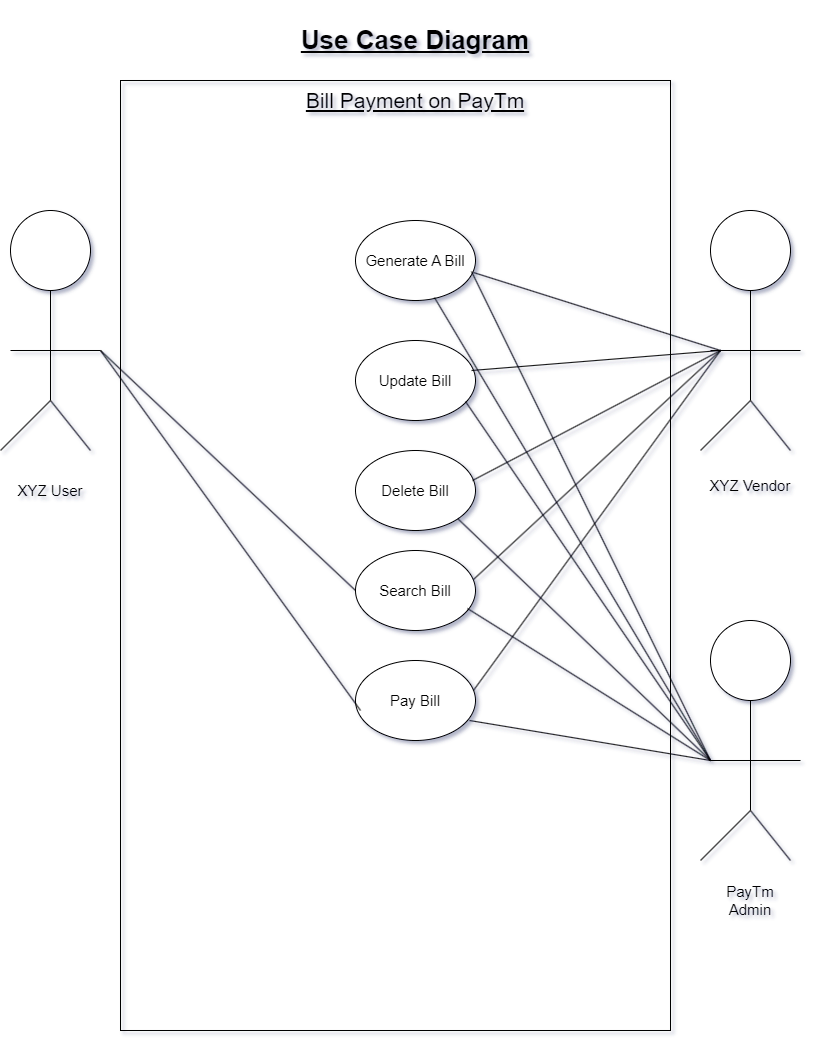 Use Case Diagram
Bill Payment on PayTm
Generate A Bill
Update Bill
Delete Bill
Search Bill
Pay Bill
XYZ User
XYZ Vendor
PayTm
Admin